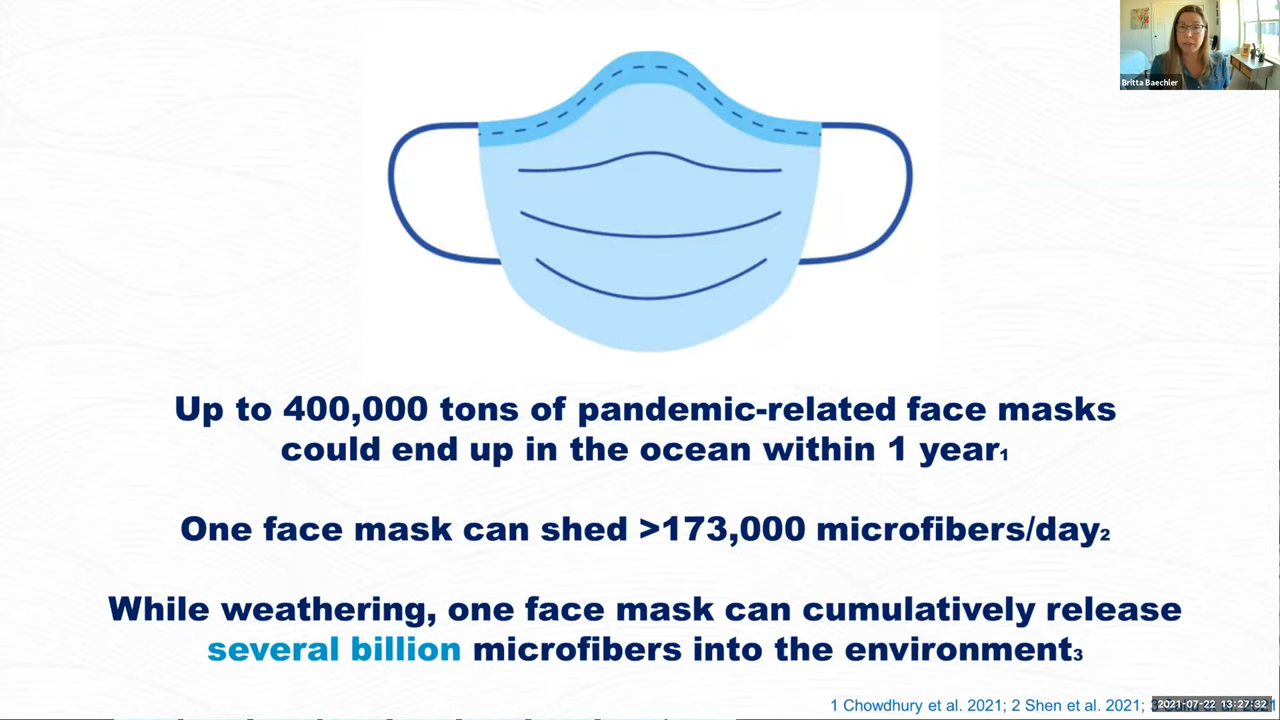 Britta Baechler
Up to 400,000 tons of pandemic-related face masks
could end up in the ocean within 1 year1
One face mask can shed >173,000 microfibers/day2
While weathering, one face mask can cumulatively release
several billion microfibers into the environment3
1 Chowdhury et al. 2021; 2 Shen et al. 2021;
2021-07-22 13:27:32